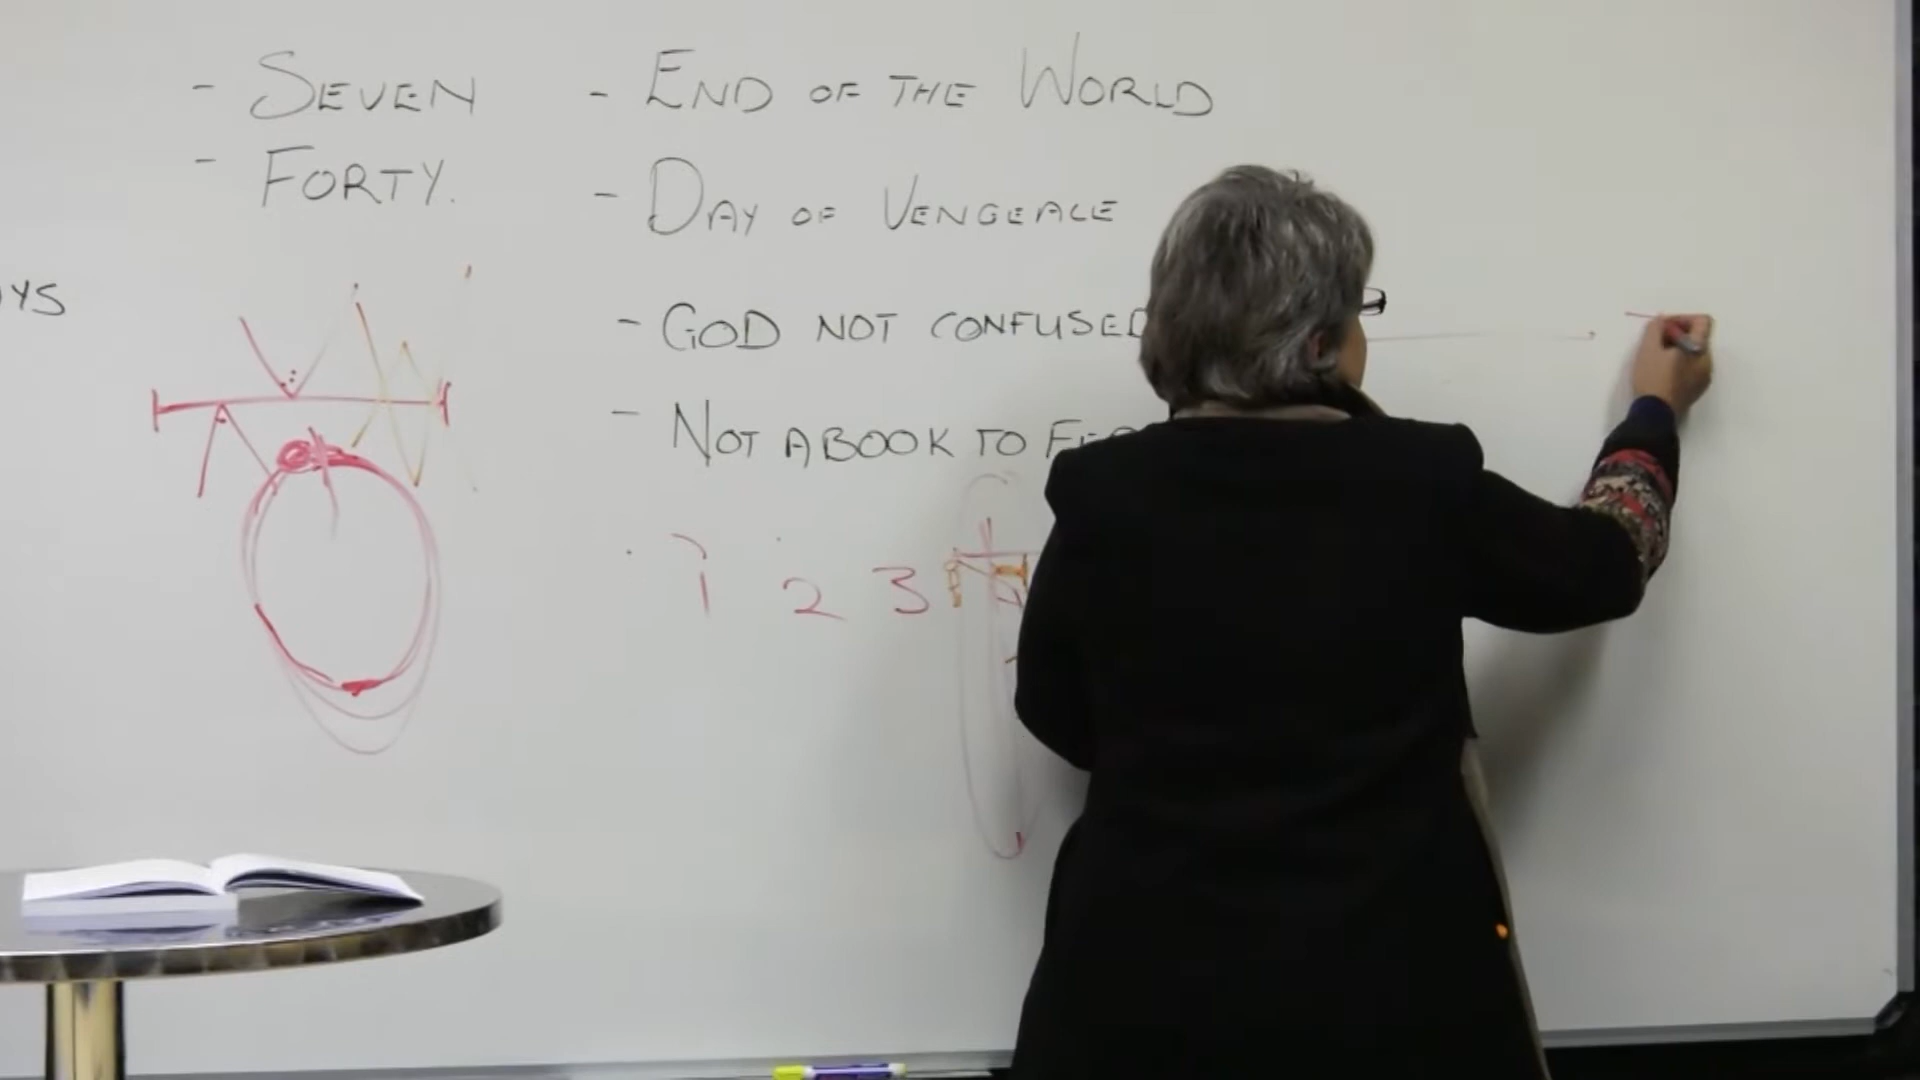 - SEVEN
- FORTY.
YS
- END OF THE WORLD
- DAY OF VENGEACE
- GOD NOT CONFUSED
- NOT A BOOK TO
1 2 3